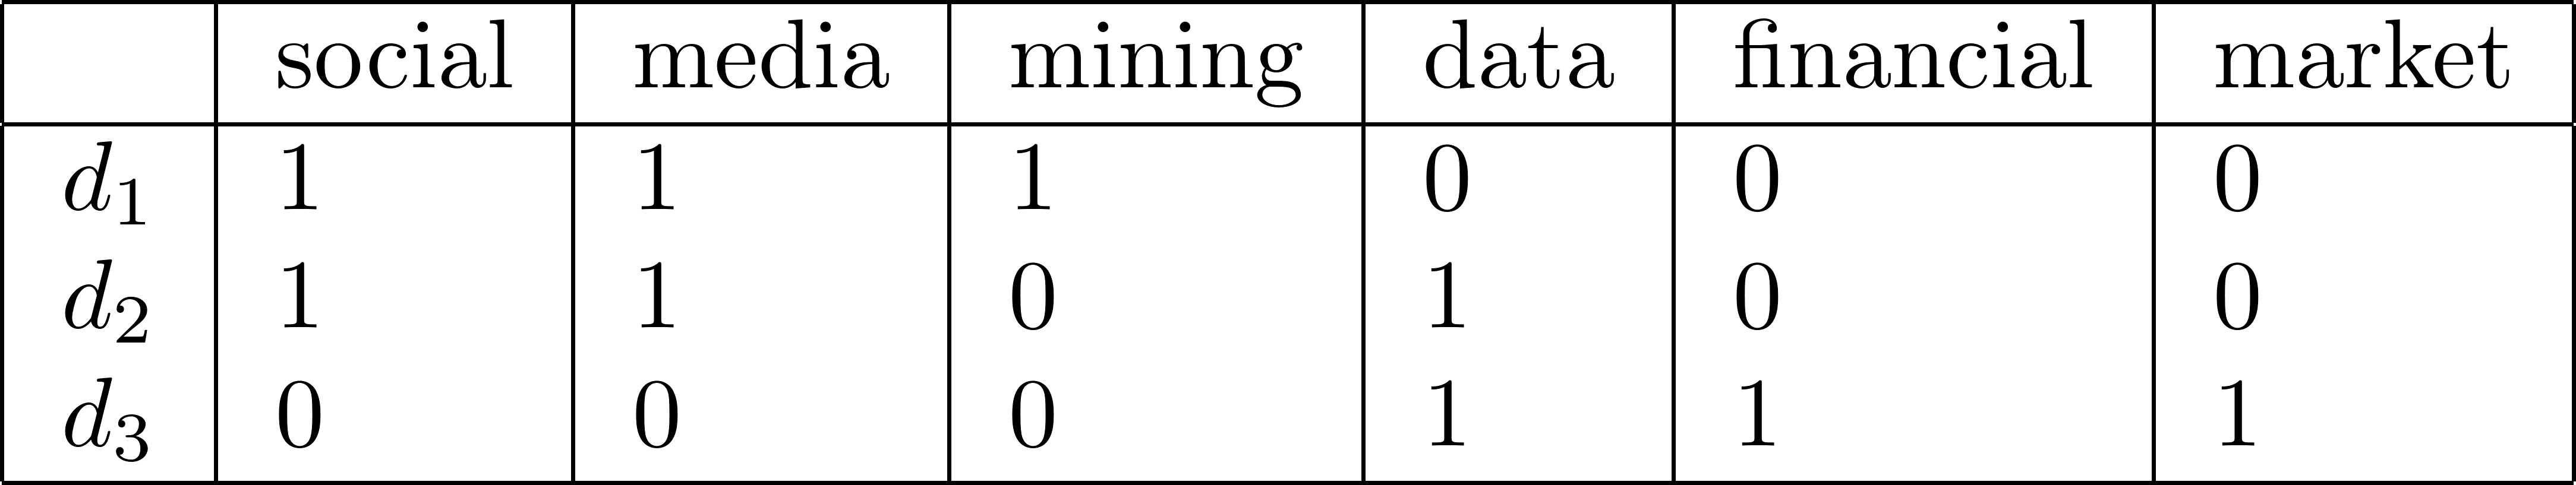 social media mining data financial market
d₁ 1 1 1 0 0 0
d₂ 1 1 0 1 0 0
d₃ 0 0 0 1 1 1